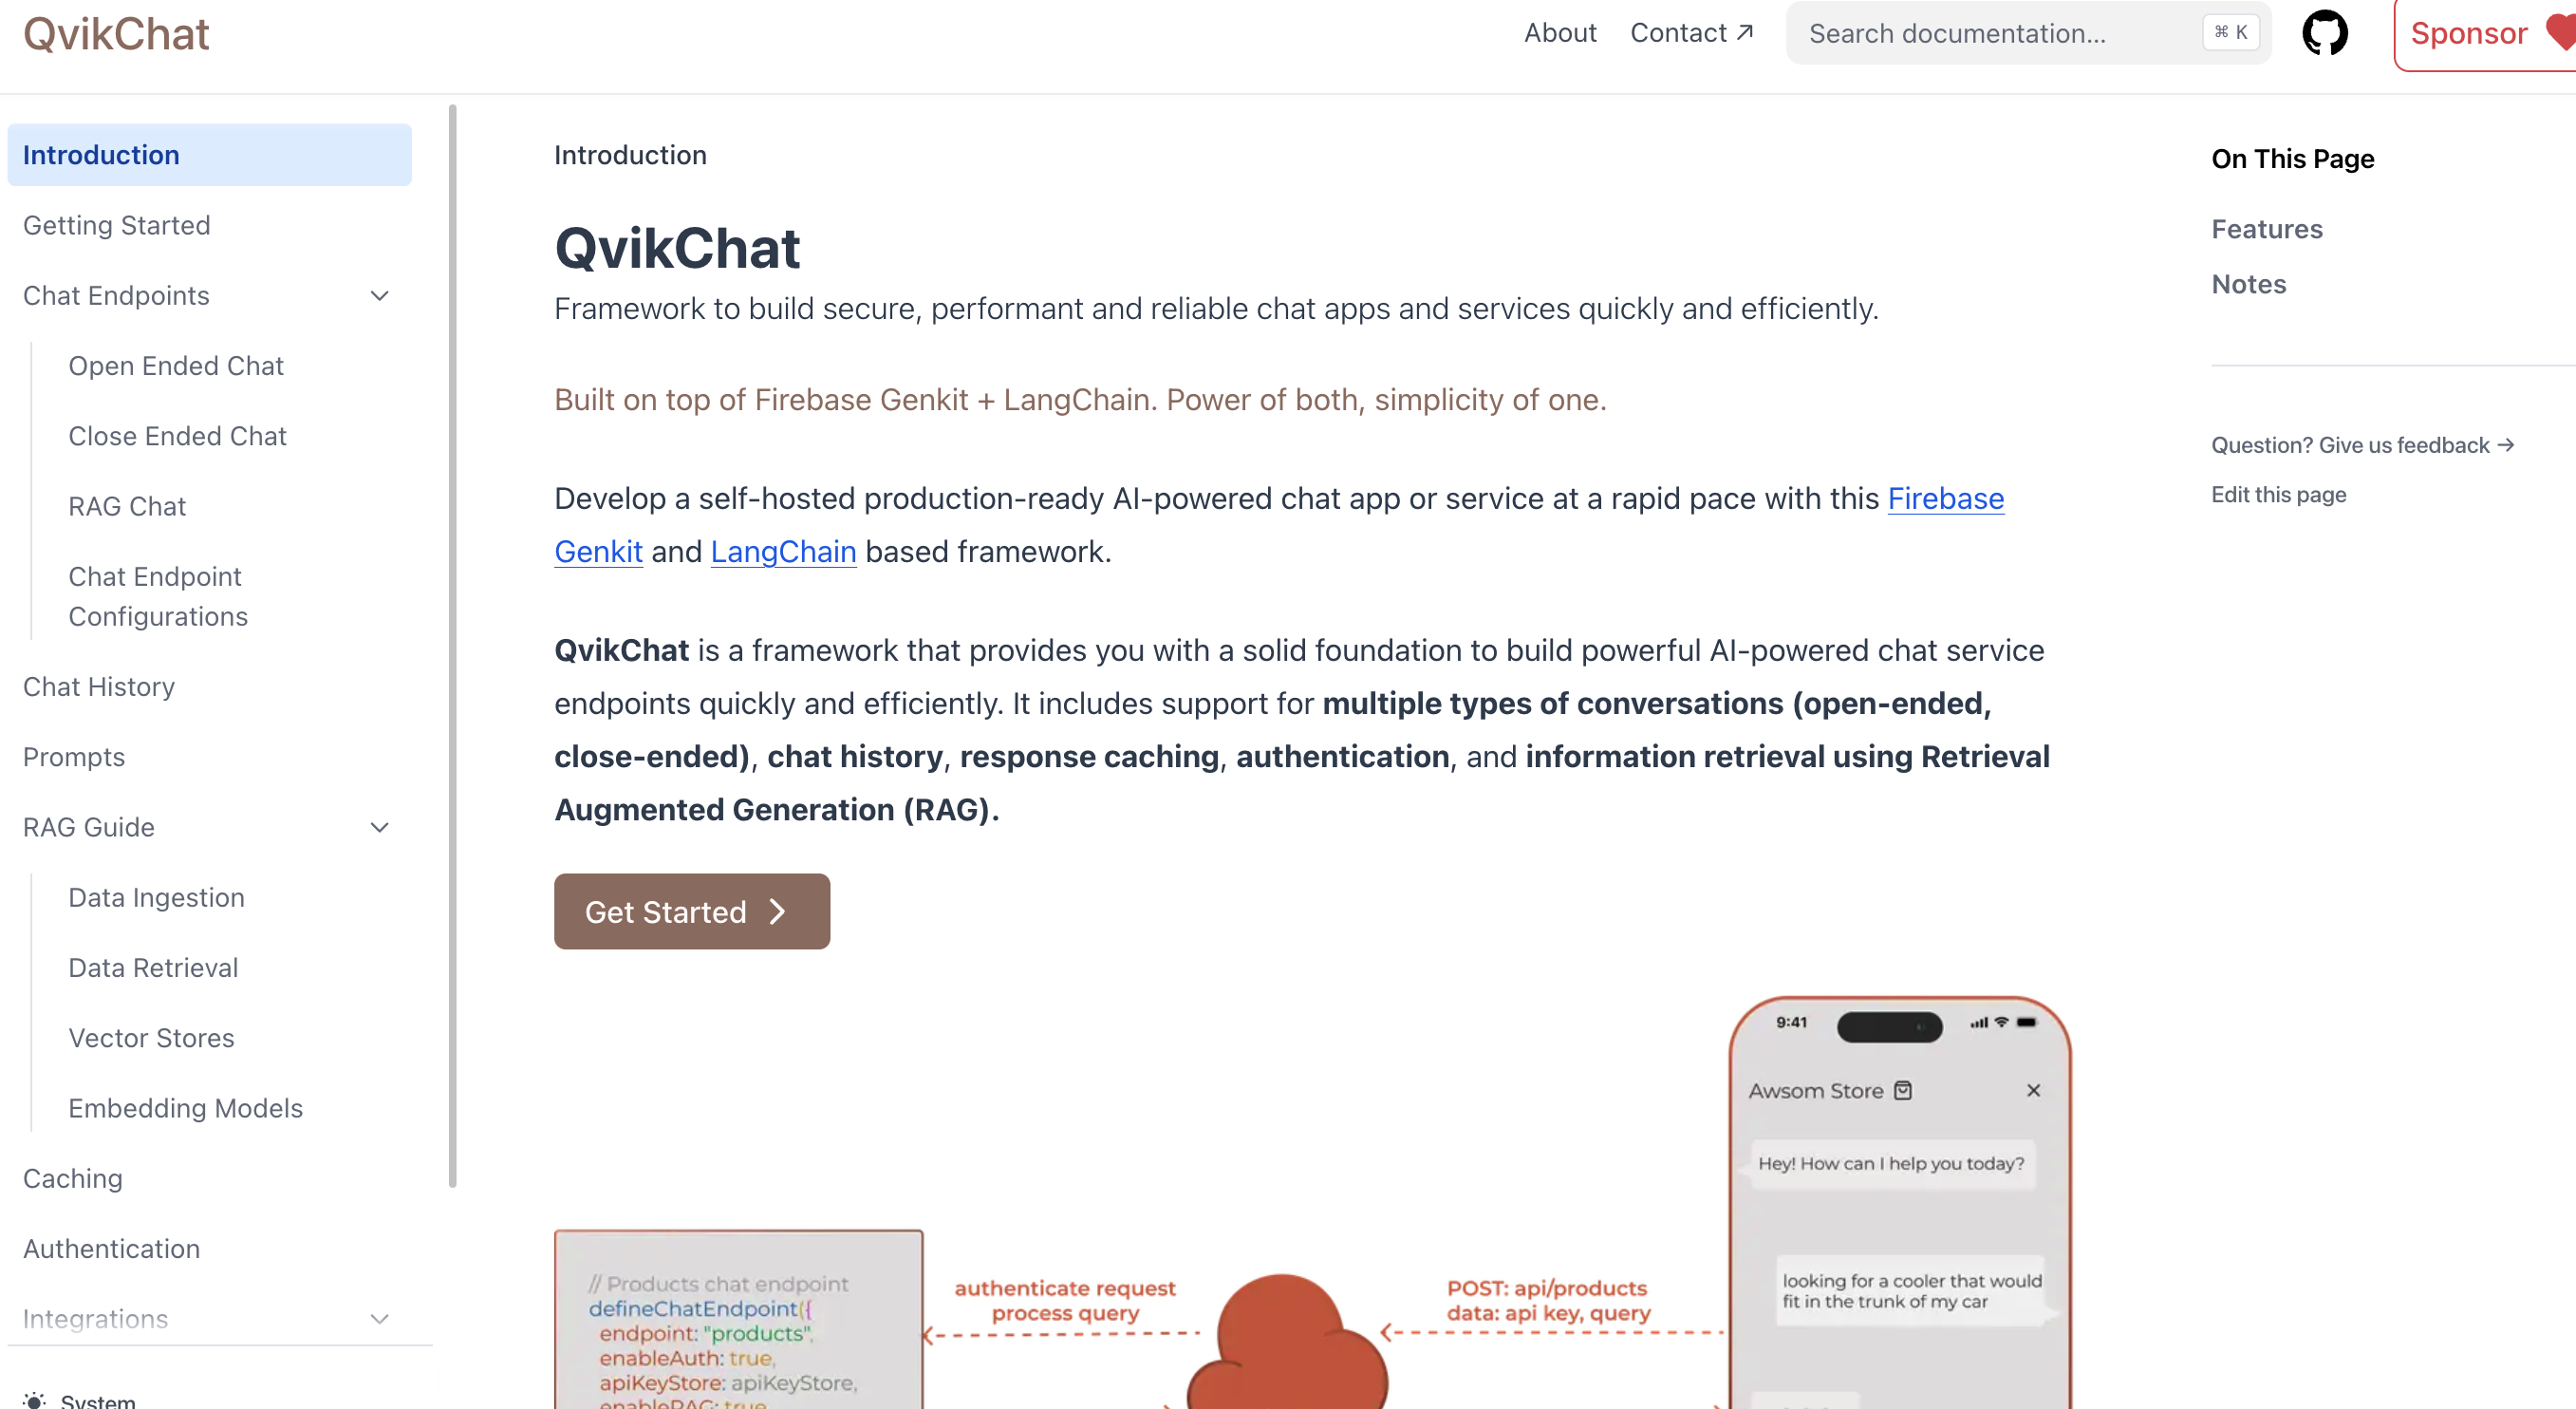 QvikChat
About
Contact ↗
Search documentation...
⌘ K
Sponsor
Introduction
Getting Started
Chat Endpoints
Open Ended Chat
Close Ended Chat
RAG Chat
Chat Endpoint
Configurations
Chat History
Prompts
RAG Guide
Data Ingestion
Data Retrieval
Vector Stores
Embedding Models
Caching
Authentication
Integrations
System
Introduction
QvikChat
Framework to build secure, performant and reliable chat apps and services quickly and efficiently.
Built on top of Firebase Genkit + LangChain. Power of both, simplicity of one.
Develop a self-hosted production-ready AI-powered chat app or service at a rapid pace with this Firebase
Genkit and LangChain based framework.
QvikChat is a framework that provides you with a solid foundation to build powerful AI-powered chat service
endpoints quickly and efficiently. It includes support for multiple types of conversations (open-ended,
close-ended), chat history, response caching, authentication, and information retrieval using Retrieval
Augmented Generation (RAG).
Get Started
// Products chat endpoint
defineChatEndpoint({
endpoint: "products",
enableAuth: true,
apiKeyStore: apiKeyStore,
enableRAG: true
authenticate request
process query
POST: api/products
data: api key, query
9:41
Awsom Store
Hey! How can I help you today?
looking for a cooler that would
fit in the trunk of my car
On This Page
Features
Notes
Question? Give us feedback →
Edit this page